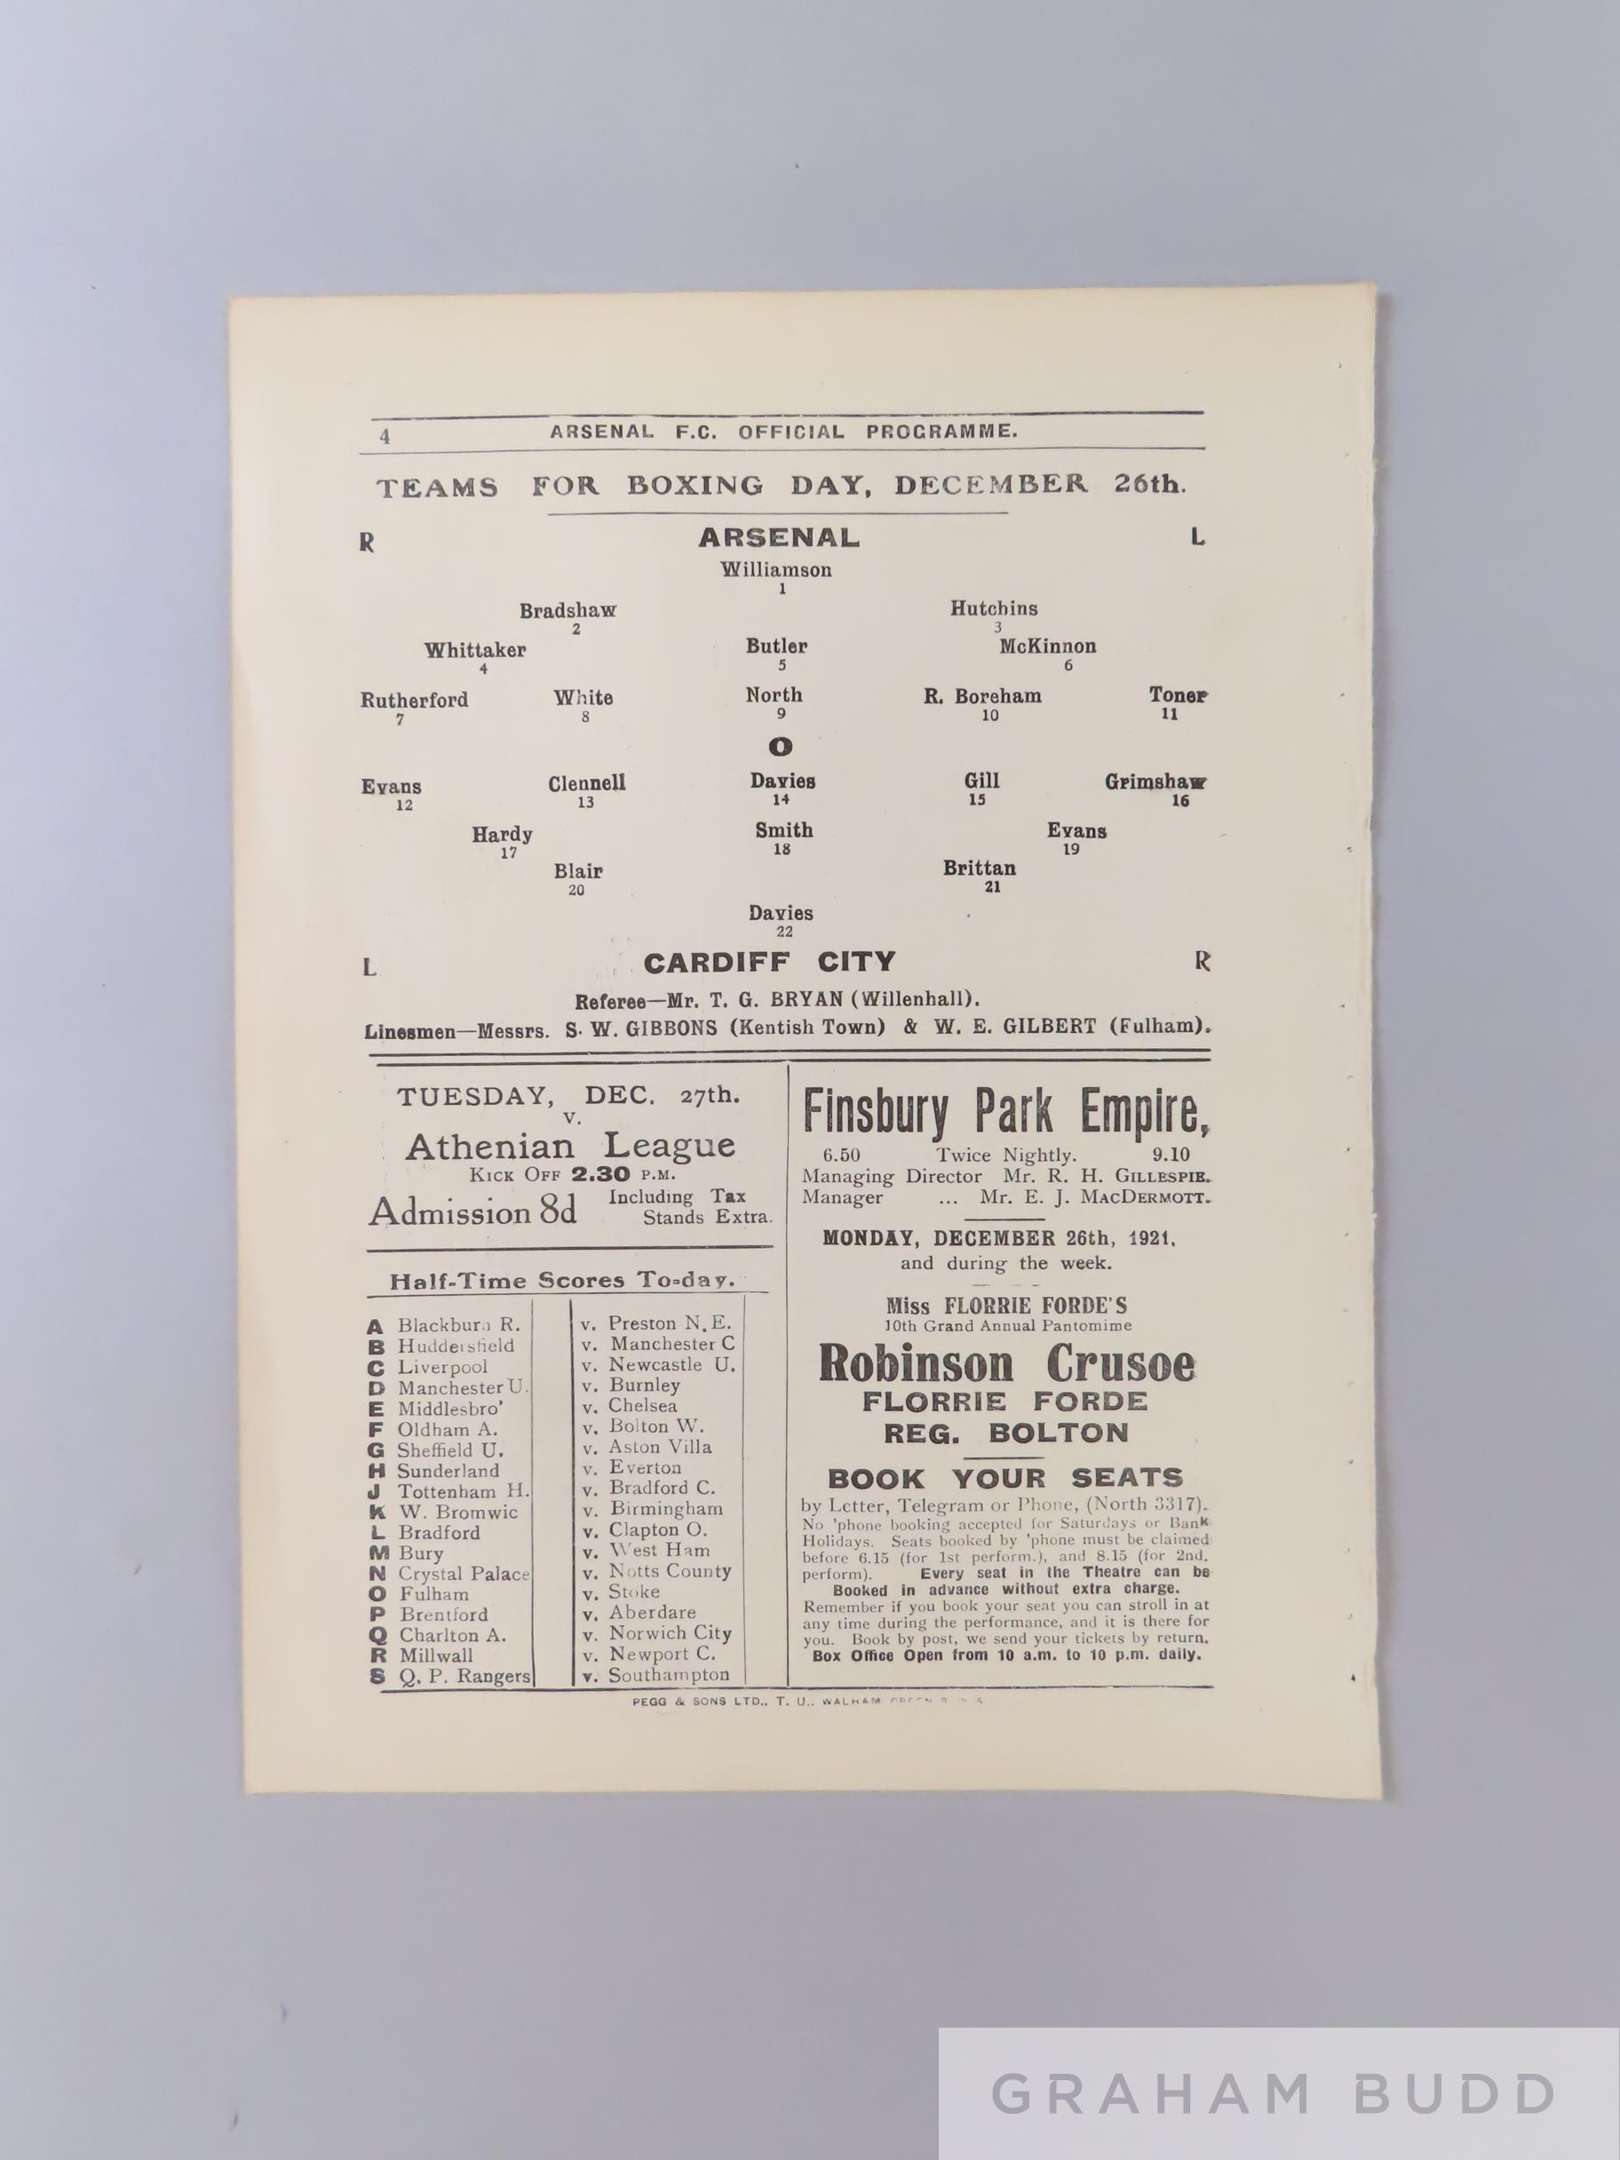 4 ARSENAL F.C. OFFICIAL PROGRAMME.
TEAMS FOR BOXING DAY, DECEMBER 26th.
R ARSENAL L
Williamson
1
Bradshaw Hutchins
2 3
Whittaker Butler McKinnon
4 5 6
Rutherford White North R. Boreham Toner
7 8 9 10 11
O
Evans Clennell Davies Gill Grimshaw
12 13 14 15 16
Hardy Smith Evans
17 18 19
Blair Brittan
20 21
Davies
22
L CARDIFF CITY R
Referee—Mr. T. G. BRYAN (Willenhall).
Linesmen—Messrs. S. W. GIBBONS (Kentish Town) & W. E. GILBERT (Fulham).
TUESDAY, DEC. 27th.
v.
Athenian League
KICK OFF 2.30 P.M.
Admission 8d Including Tax
Stands Extra.
Half-Time Scores To-day.
A Blackburn R. v. Preston N.E.
B Huddersfield v. Manchester C
C Liverpool v. Newcastle U.
D Manchester U. v. Burnley
E Middlesbro' v. Chelsea
F Oldham A. v. Bolton W.
G Sheffield U. v. Aston Villa
H Sunderland v. Everton
J Tottenham H. v. Bradford C.
K W. Bromwic v. Birmingham
L Bradford v. Clapton O.
M Bury v. West Ham
N Crystal Palace v. Notts County
O Fulham v. Stoke
P Brentford v. Aberdare
Q Charlton A. v. Norwich City
R Millwall v. Newport C.
S Q. P. Rangers v. Southampton
Finsbury Park Empire,
6.50 Twice Nightly. 9.10
Managing Director Mr. R. H. GILLESPIE.
Manager ... Mr. E. J. MACDERMOTT.
MONDAY, DECEMBER 26th, 1921,
and during the week.
Miss FLORRIE FORDE'S
10th Grand Annual Pantomime
Robinson Crusoe
FLORRIE FORDE
REG. BOLTON
BOOK YOUR SEATS
by Letter, Telegram or Phone, (North 3317).
No 'phone booking accepted for Saturdays or Bank
Holidays. Seats booked by 'phone must be claimed
before 6.15 (for 1st perform.), and 8.15 (for 2nd.
perform). Every seat in the Theatre can be
Booked in advance without extra charge.
Remember if you book your seat you can stroll in at
any time during the performance, and it is there for
you. Book by post, we send your tickets by return.
Box Office Open from 10 a.m. to 10 p.m. daily.
PEGG & SONS LTD., T. U., WALHAM
GRAHAM BUDD